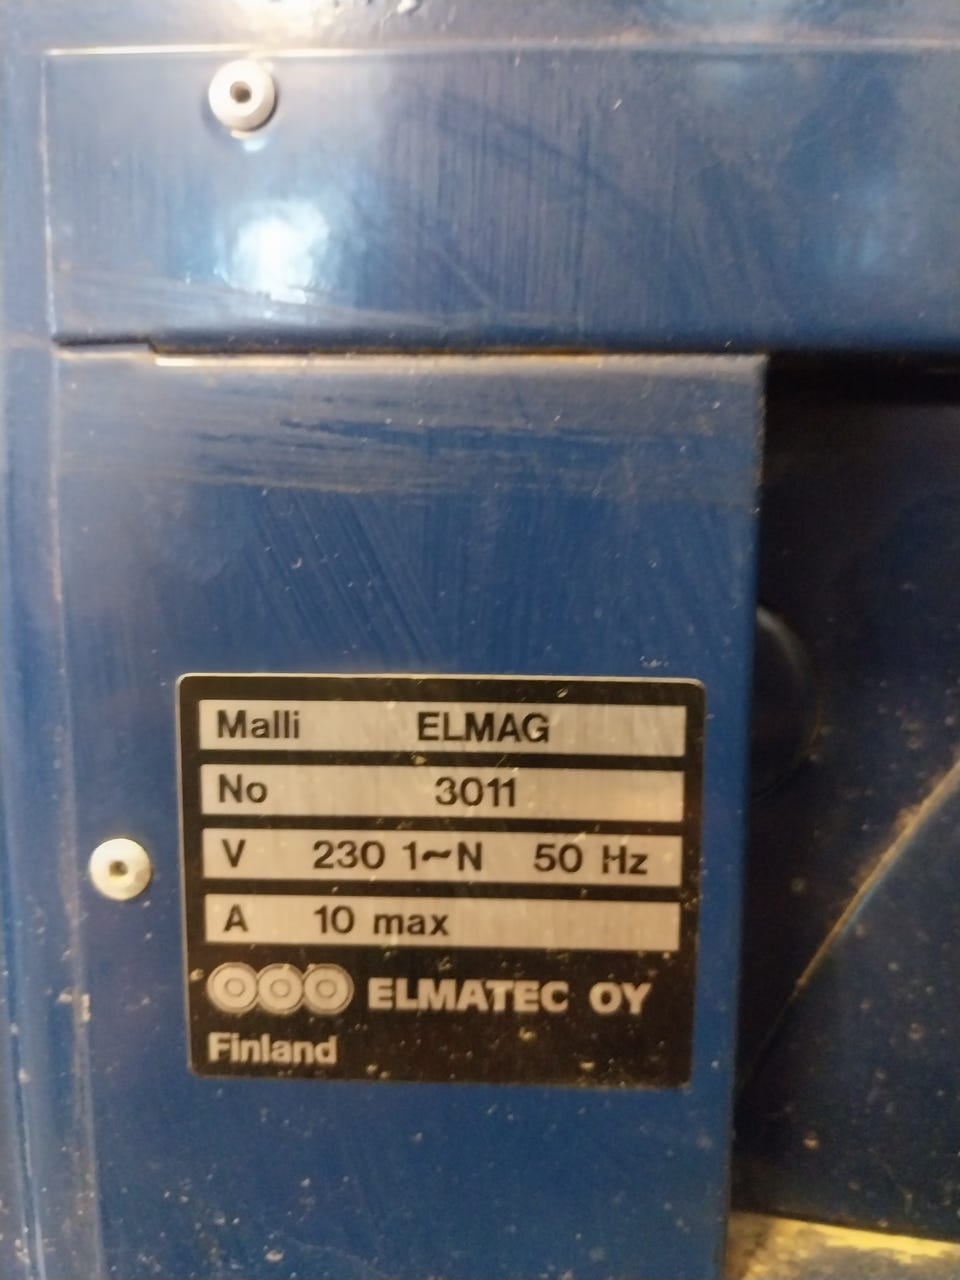 Malli ELMAG
No 3011
V 230 1~N 50 Hz
A 10 max
ELMATEC OY
Finland